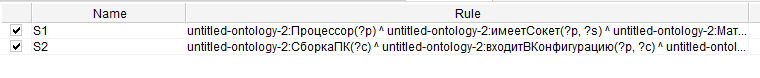 Name Rule
S1 untitled-ontology-2:Процессор(?p) ^ untitled-ontology-2:имеетСокет(?p, ?s) ^ untitled-ontology-2:Мат...
S2 untitled-ontology-2:СборкаПК(?c) ^ untitled-ontology-2:входитВКонфигурацию(?p, ?c) ^ untitled-ontol...